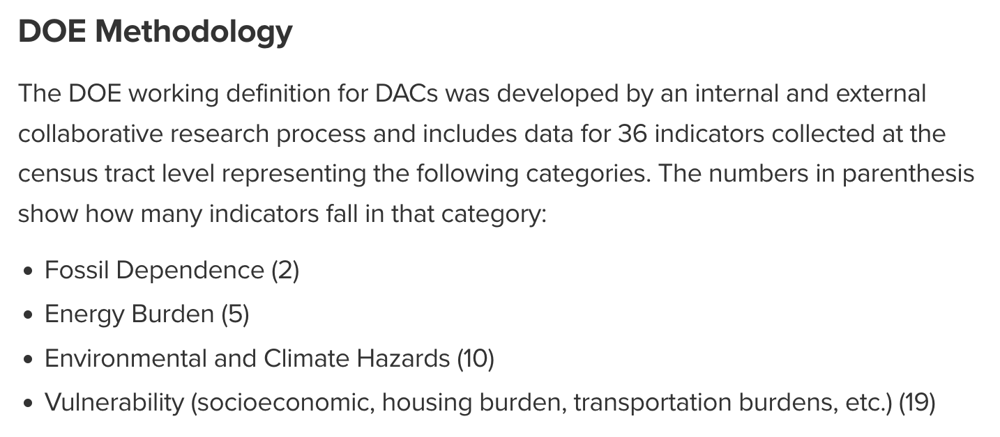 DOE Methodology
The DOE working definition for DACs was developed by an internal and external
collaborative research process and includes data for 36 indicators collected at the
census tract level representing the following categories. The numbers in parenthesis
show how many indicators fall in that category:
• Fossil Dependence (2)
• Energy Burden (5)
• Environmental and Climate Hazards (10)
• Vulnerability (socioeconomic, housing burden, transportation burdens, etc.) (19)